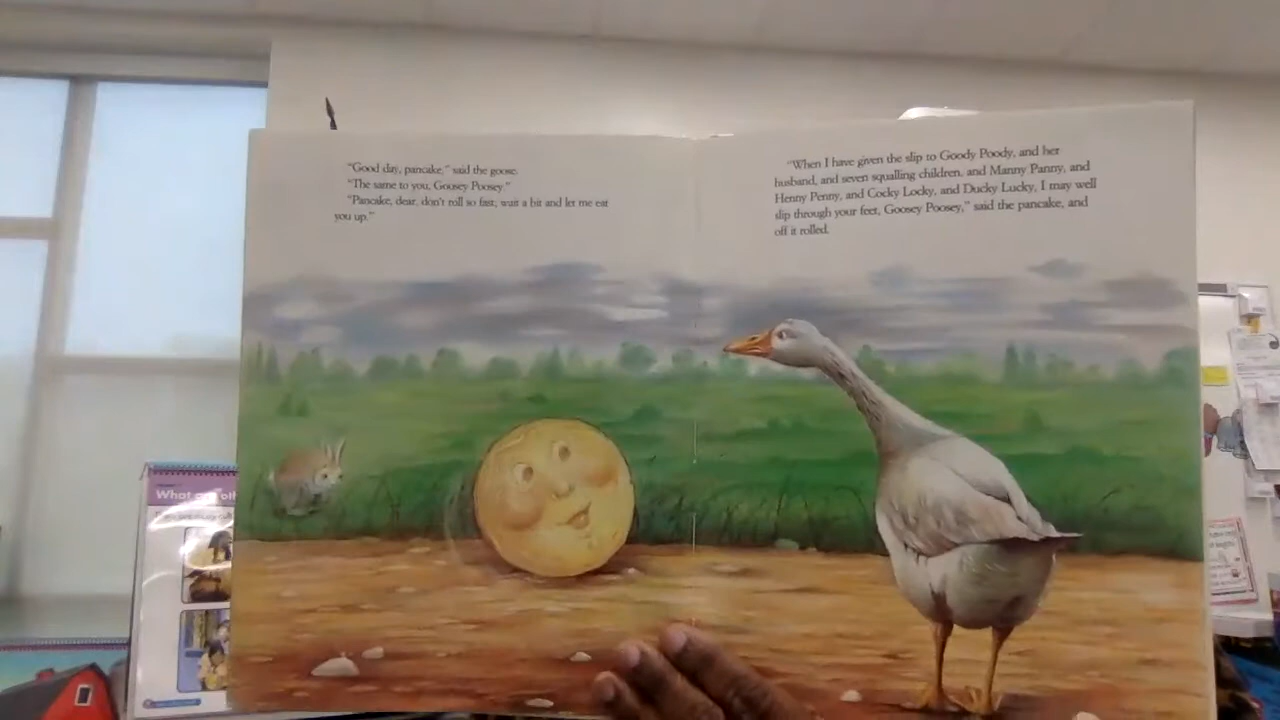 "Good day, pancake," said the goose.
"The same to you, Goosey Poosey."
"Pancake, dear, don't roll so fast; wait a bit and let me eat
you up."
"When I have given the slip to Goody Poody, and her
husband, and seven squalling children, and Manny Panny, and
Henny Penny, and Cocky Locky, and Ducky Lucky, I may well
slip through your feet, Goosey Poosey," said the pancake, and
off it rolled.
What